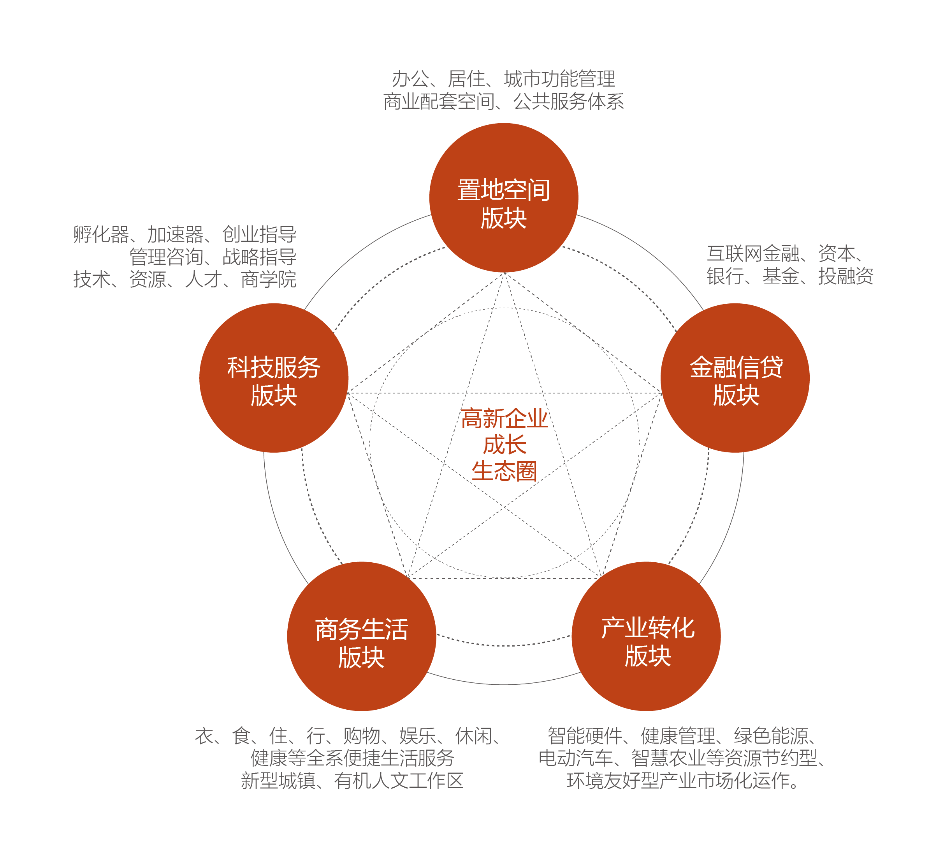 办公、居住、城市功能管理
商业配套空间、公共服务体系
置地空间
版块
孵化器、加速器、创业指导
管理咨询、战略指导
技术、资源、人才、商学院
互联网金融、资本、
银行、基金、投融资
科技服务
版块
金融信贷
版块
高新企业
成长
生态圈
商务生活
版块
产业转化
版块
衣、食、住、行、购物、娱乐、休闲、
健康等全系便捷生活服务
新型城镇、有机人文工作区
智能硬件、健康管理、绿色能源、
电动汽车、智慧农业等资源节约型、
环境友好型产业市场化运作。